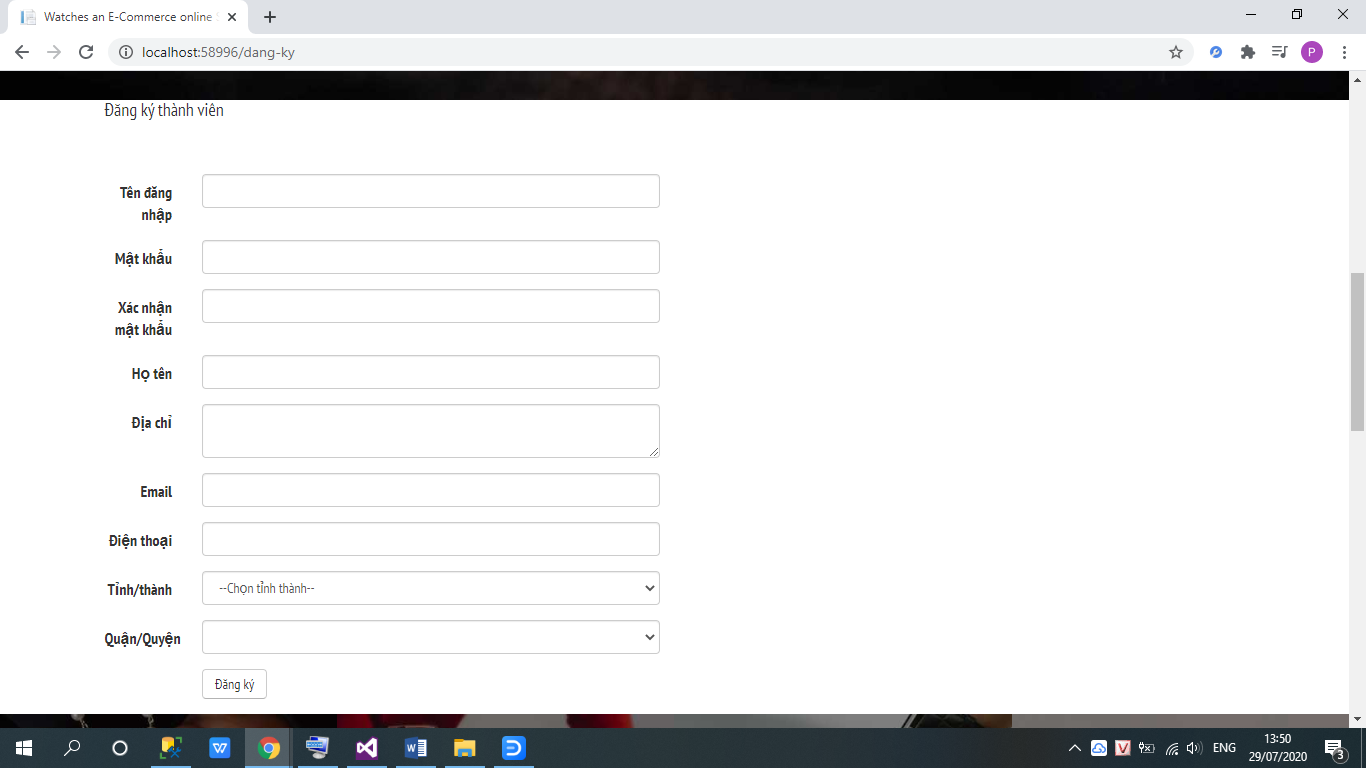 Watches an E-Commerce online
localhost:58996/dang-ky
P
Đăng ký thành viên
Tên đăng
nhập
Mật khẩu
Xác nhận
mật khẩu
Họ tên
Địa chỉ
Email
Điện thoại
Tỉnh/thành
--Chọn tỉnh thành--
Quận/Quyện
Đăng ký
ENG
13:50
29/07/2020
3